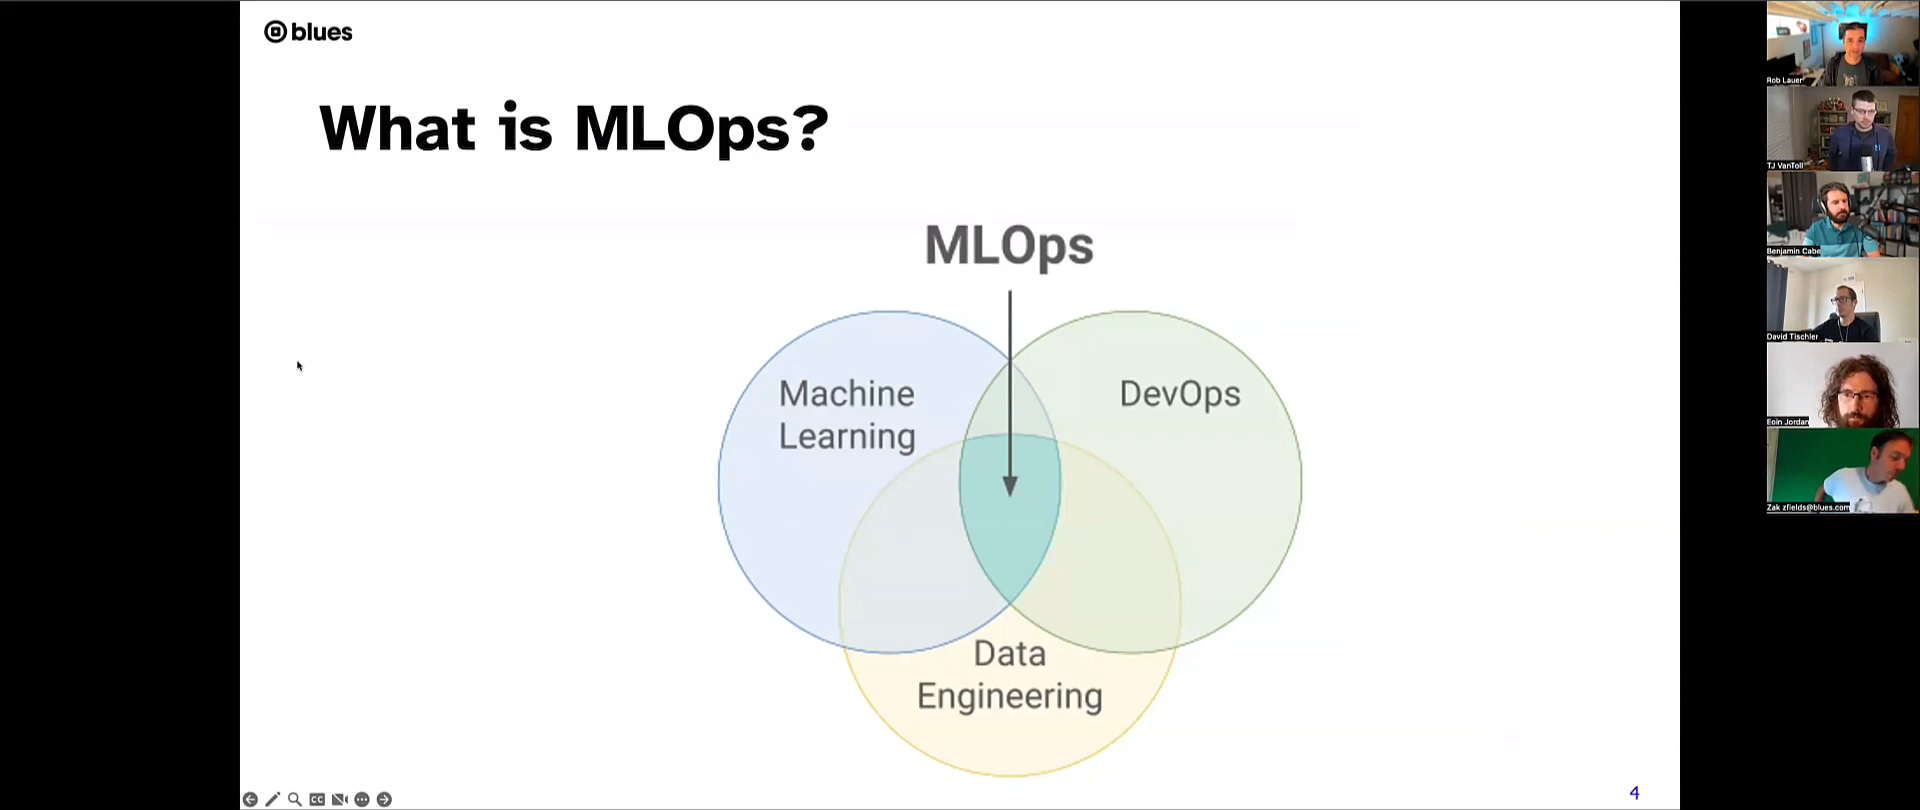 blues
What is MLOps?
MLOps
Machine
Learning
DevOps
Data
Engineering
4
CC
Rob Lauer
TJ VanToll
Benjamin Cabe
David Tischler
Eoin Jordan
Zak zfields@blues.com